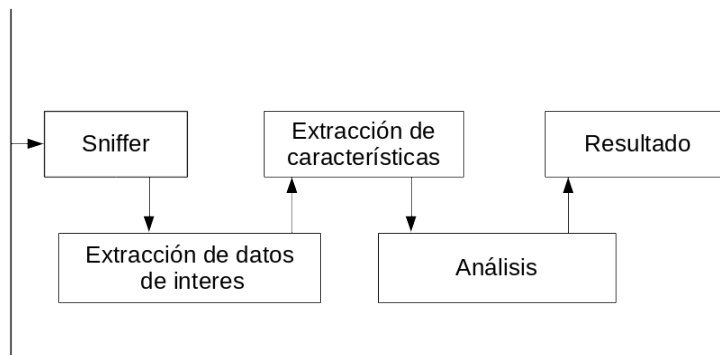 Sniffer
Extracción de datos
de interes
Extracción de
características
Análisis
Resultado